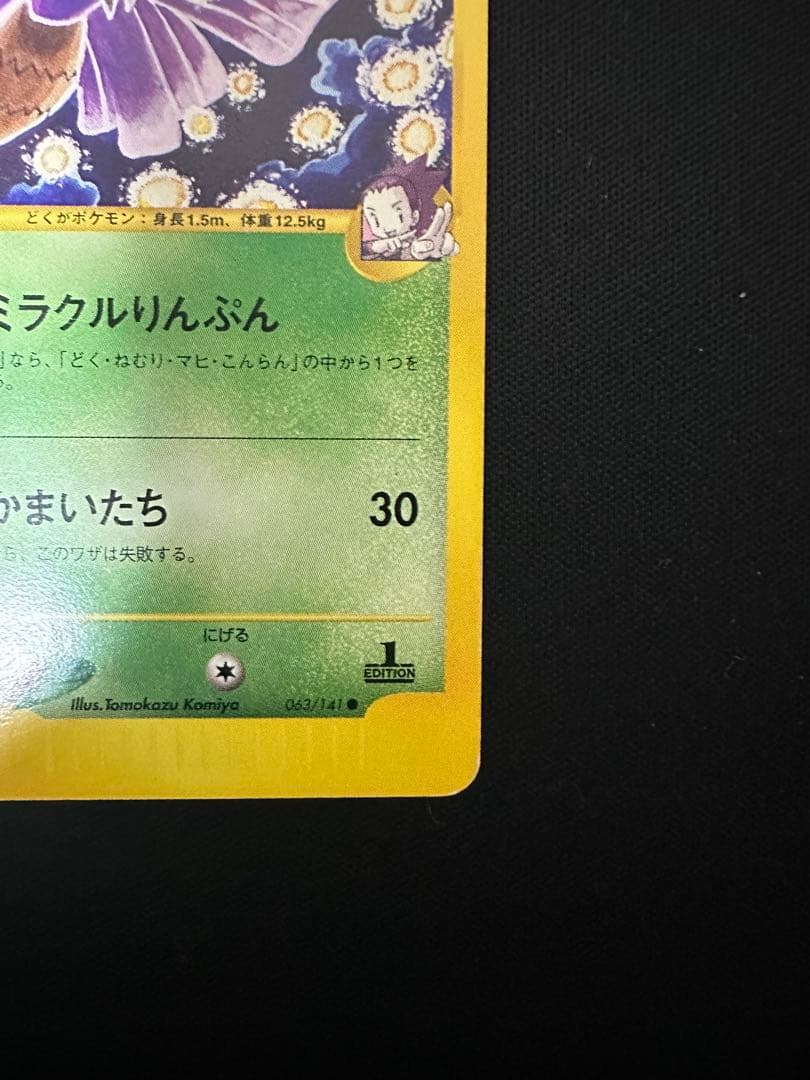 どくがポケモン：身長1.5m、体重12.5kg
ミラクルりんぷん
」なら、「どく・ねむり・マヒ・こんらん」の中から1つを
。
かまいたち 30
ら、このワザは失敗する。
にげる
1
EDITION
Illus.Tomokazu Komiya 063/141●